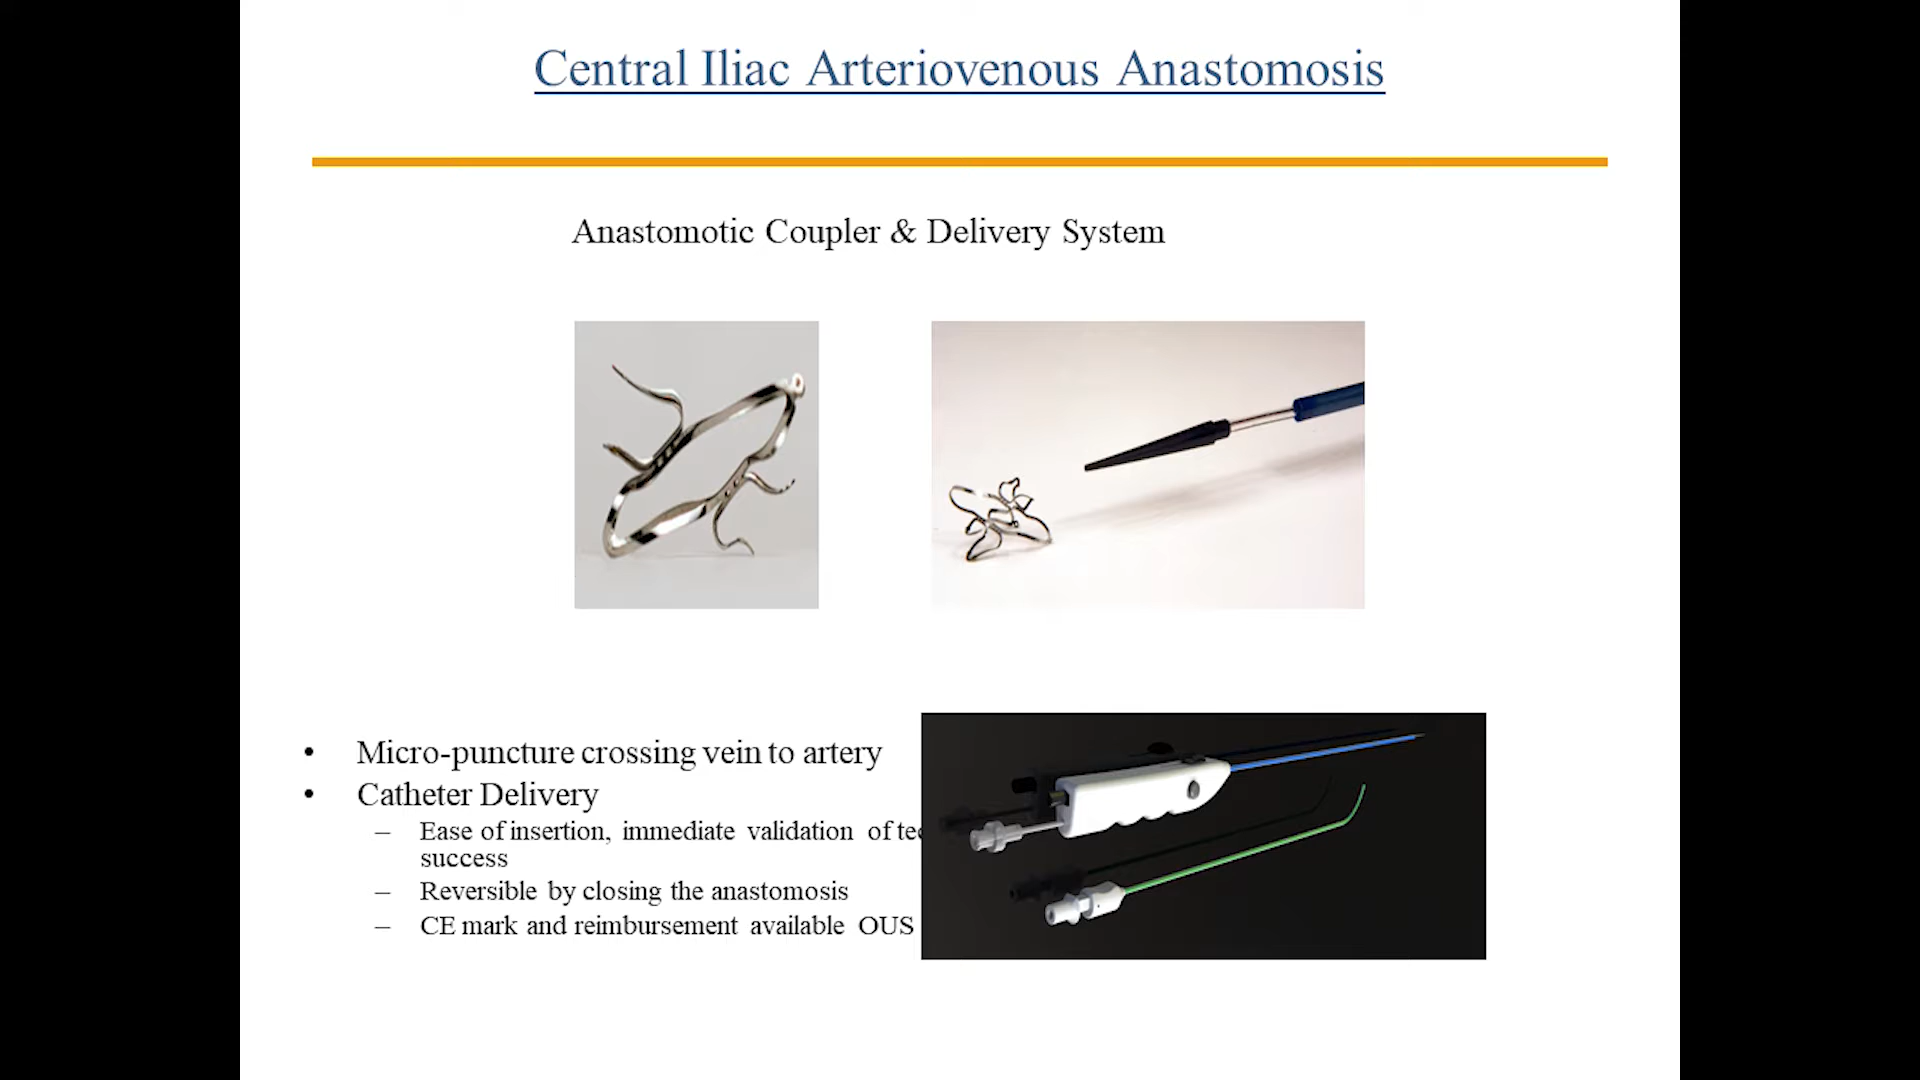 Central Iliac Arteriovenous Anastomosis
Anastomotic Coupler & Delivery System
• Micro-puncture crossing vein to artery
• Catheter Delivery
– Ease of insertion, immediate validation of
success
– Reversible by closing the anastomosis
– CE mark and reimbursement available OUS